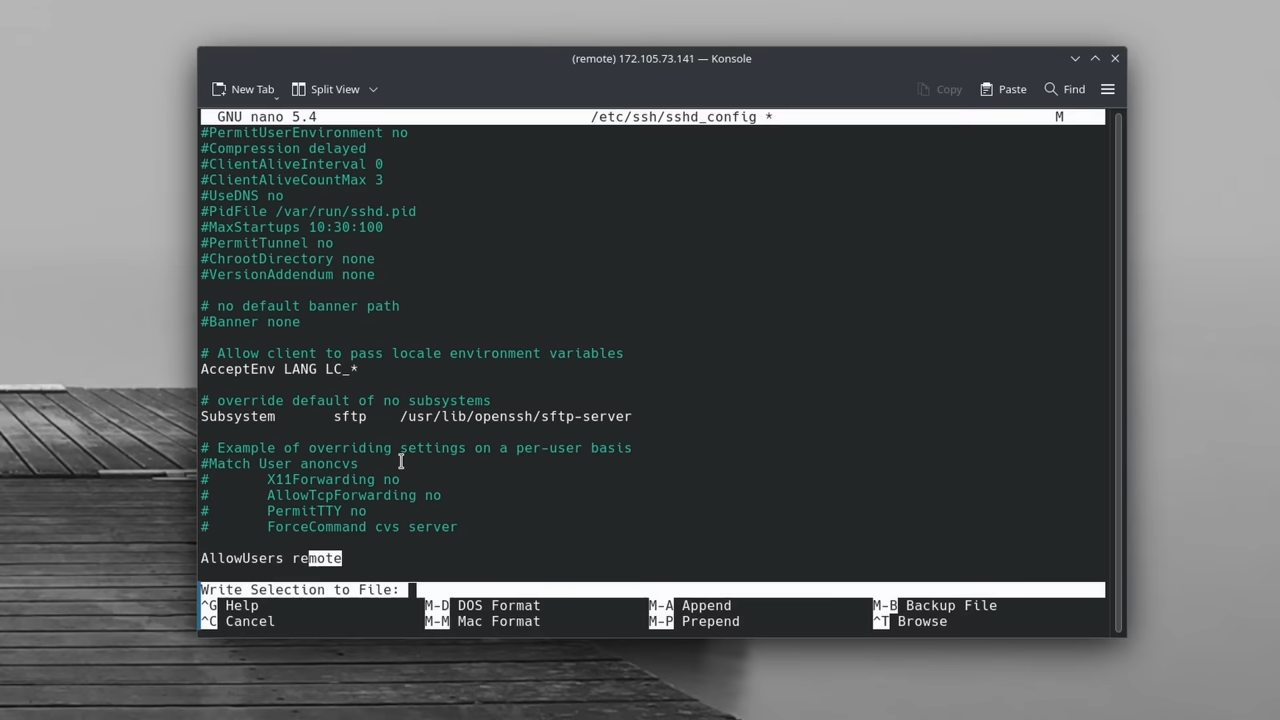 (remote) 172.105.73.141 — Konsole
New Tab Split View Copy Paste Find
GNU nano 5.4 /etc/ssh/sshd_config * M
#PermitUserEnvironment no
#Compression delayed
#ClientAliveInterval 0
#ClientAliveCountMax 3
#UseDNS no
#PidFile /var/run/sshd.pid
#MaxStartups 10:30:100
#PermitTunnel no
#ChrootDirectory none
#VersionAddendum none
# no default banner path
#Banner none
# Allow client to pass locale environment variables
AcceptEnv LANG LC_*
# override default of no subsystems
Subsystem sftp /usr/lib/openssh/sftp-server
# Example of overriding settings on a per-user basis
#Match User anoncvs
# X11Forwarding no
# AllowTcpForwarding no
# PermitTTY no
# ForceCommand cvs server
AllowUsers remote
Write Selection to File:
^G Help M-D DOS Format M-A Append M-B Backup File
^C Cancel M-M Mac Format M-P Prepend ^T Browse